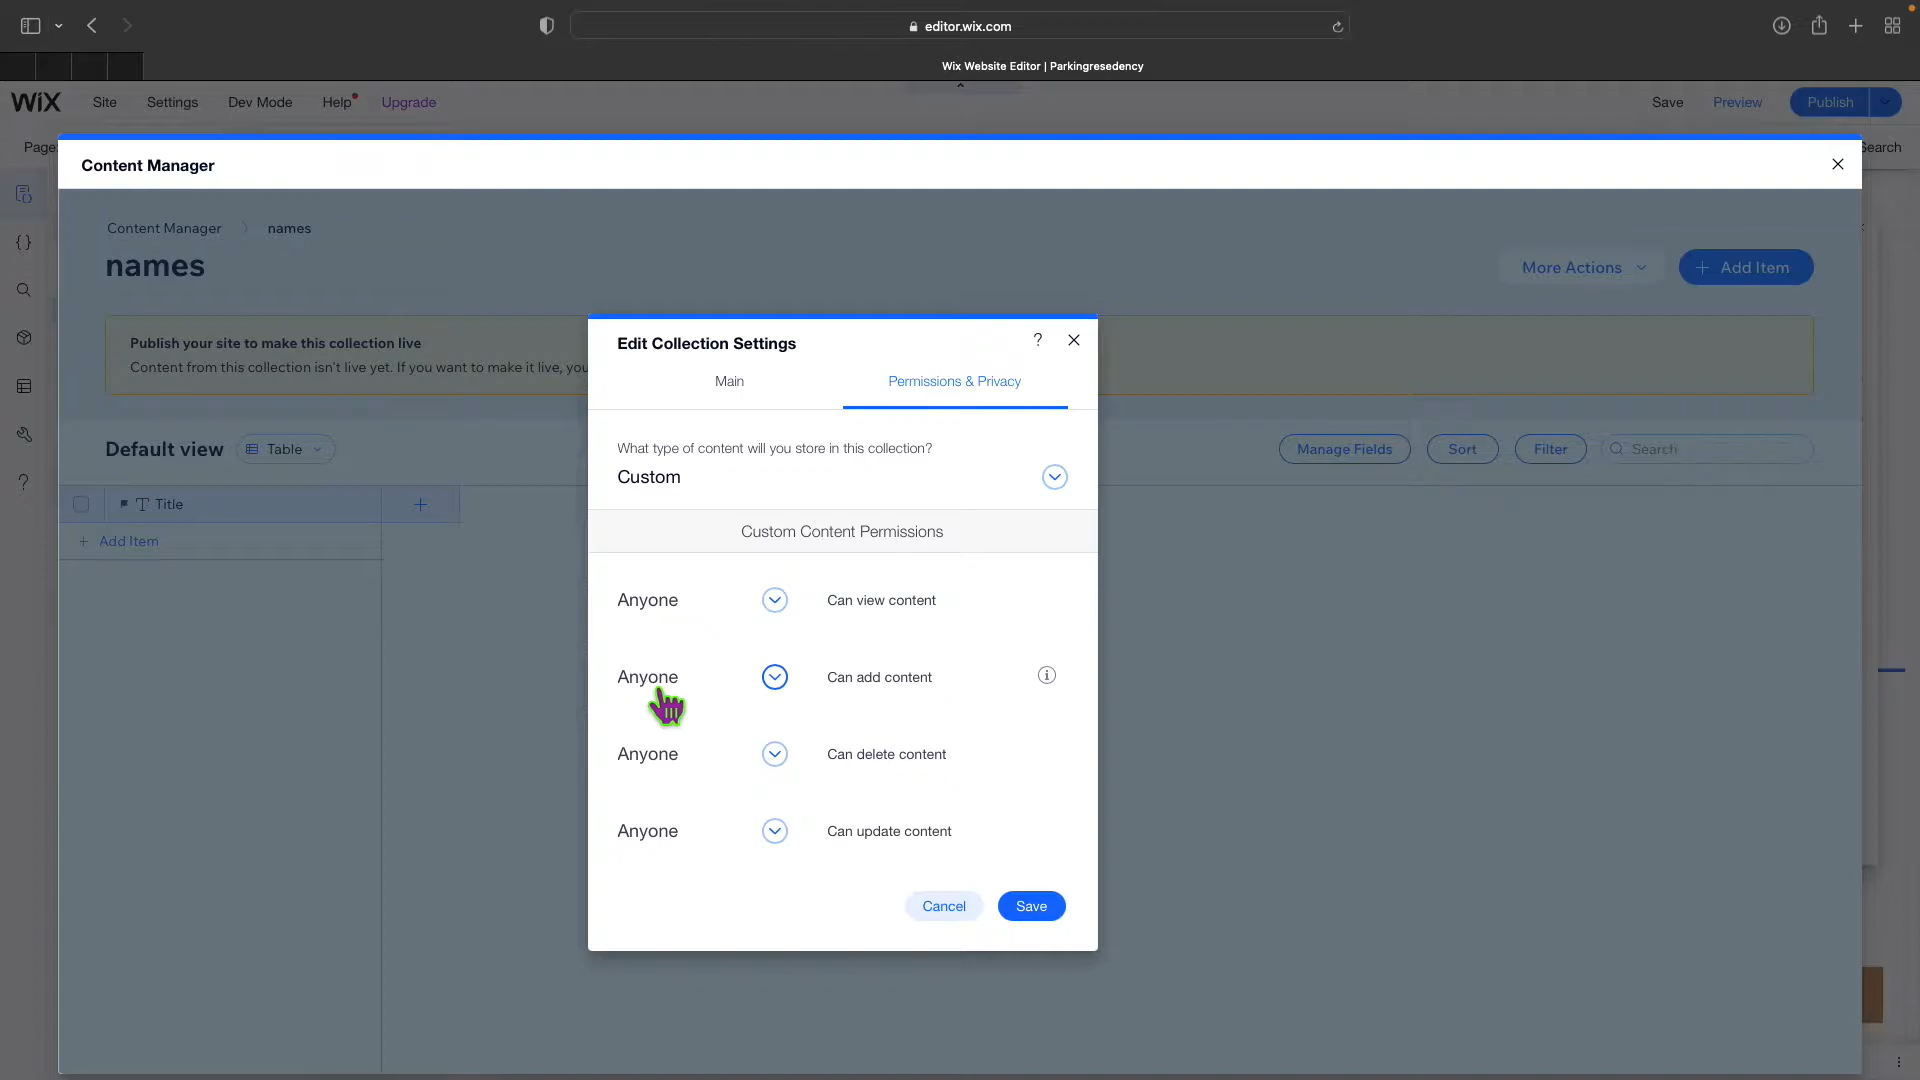 editor.wix.com
Wix Website Editor | Parkingresedency
WiX Site Settings Dev Mode Help Upgrade Save Preview Publish
Page Search
Content Manager
Content Manager names
names
More Actions Add Item
Publish your site to make this collection live
Content from this collection isn't live yet. If you want to make it live, you
Default view Table Manage Fields Sort Filter Search
Title
Add Item
Edit Collection Settings ?
Main Permissions & Privacy
What type of content will you store in this collection?
Custom
Custom Content Permissions
Anyone Can view content
Anyone Can add content
Anyone Can delete content
Anyone Can update content
Cancel Save